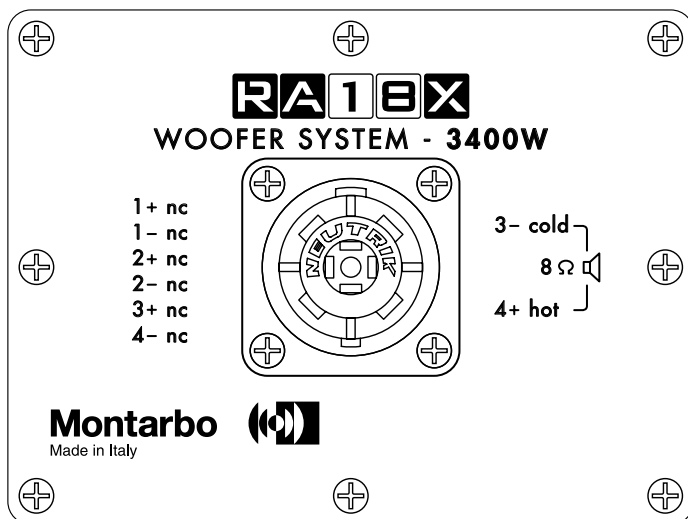 RA18X
WOOFER SYSTEM - 3400W
1+ nc
1- nc
2+ nc
2- nc
3+ nc
4- nc
NEUTRIK
3- cold
8 Ω
4+ hot
Montarbo
Made in Italy